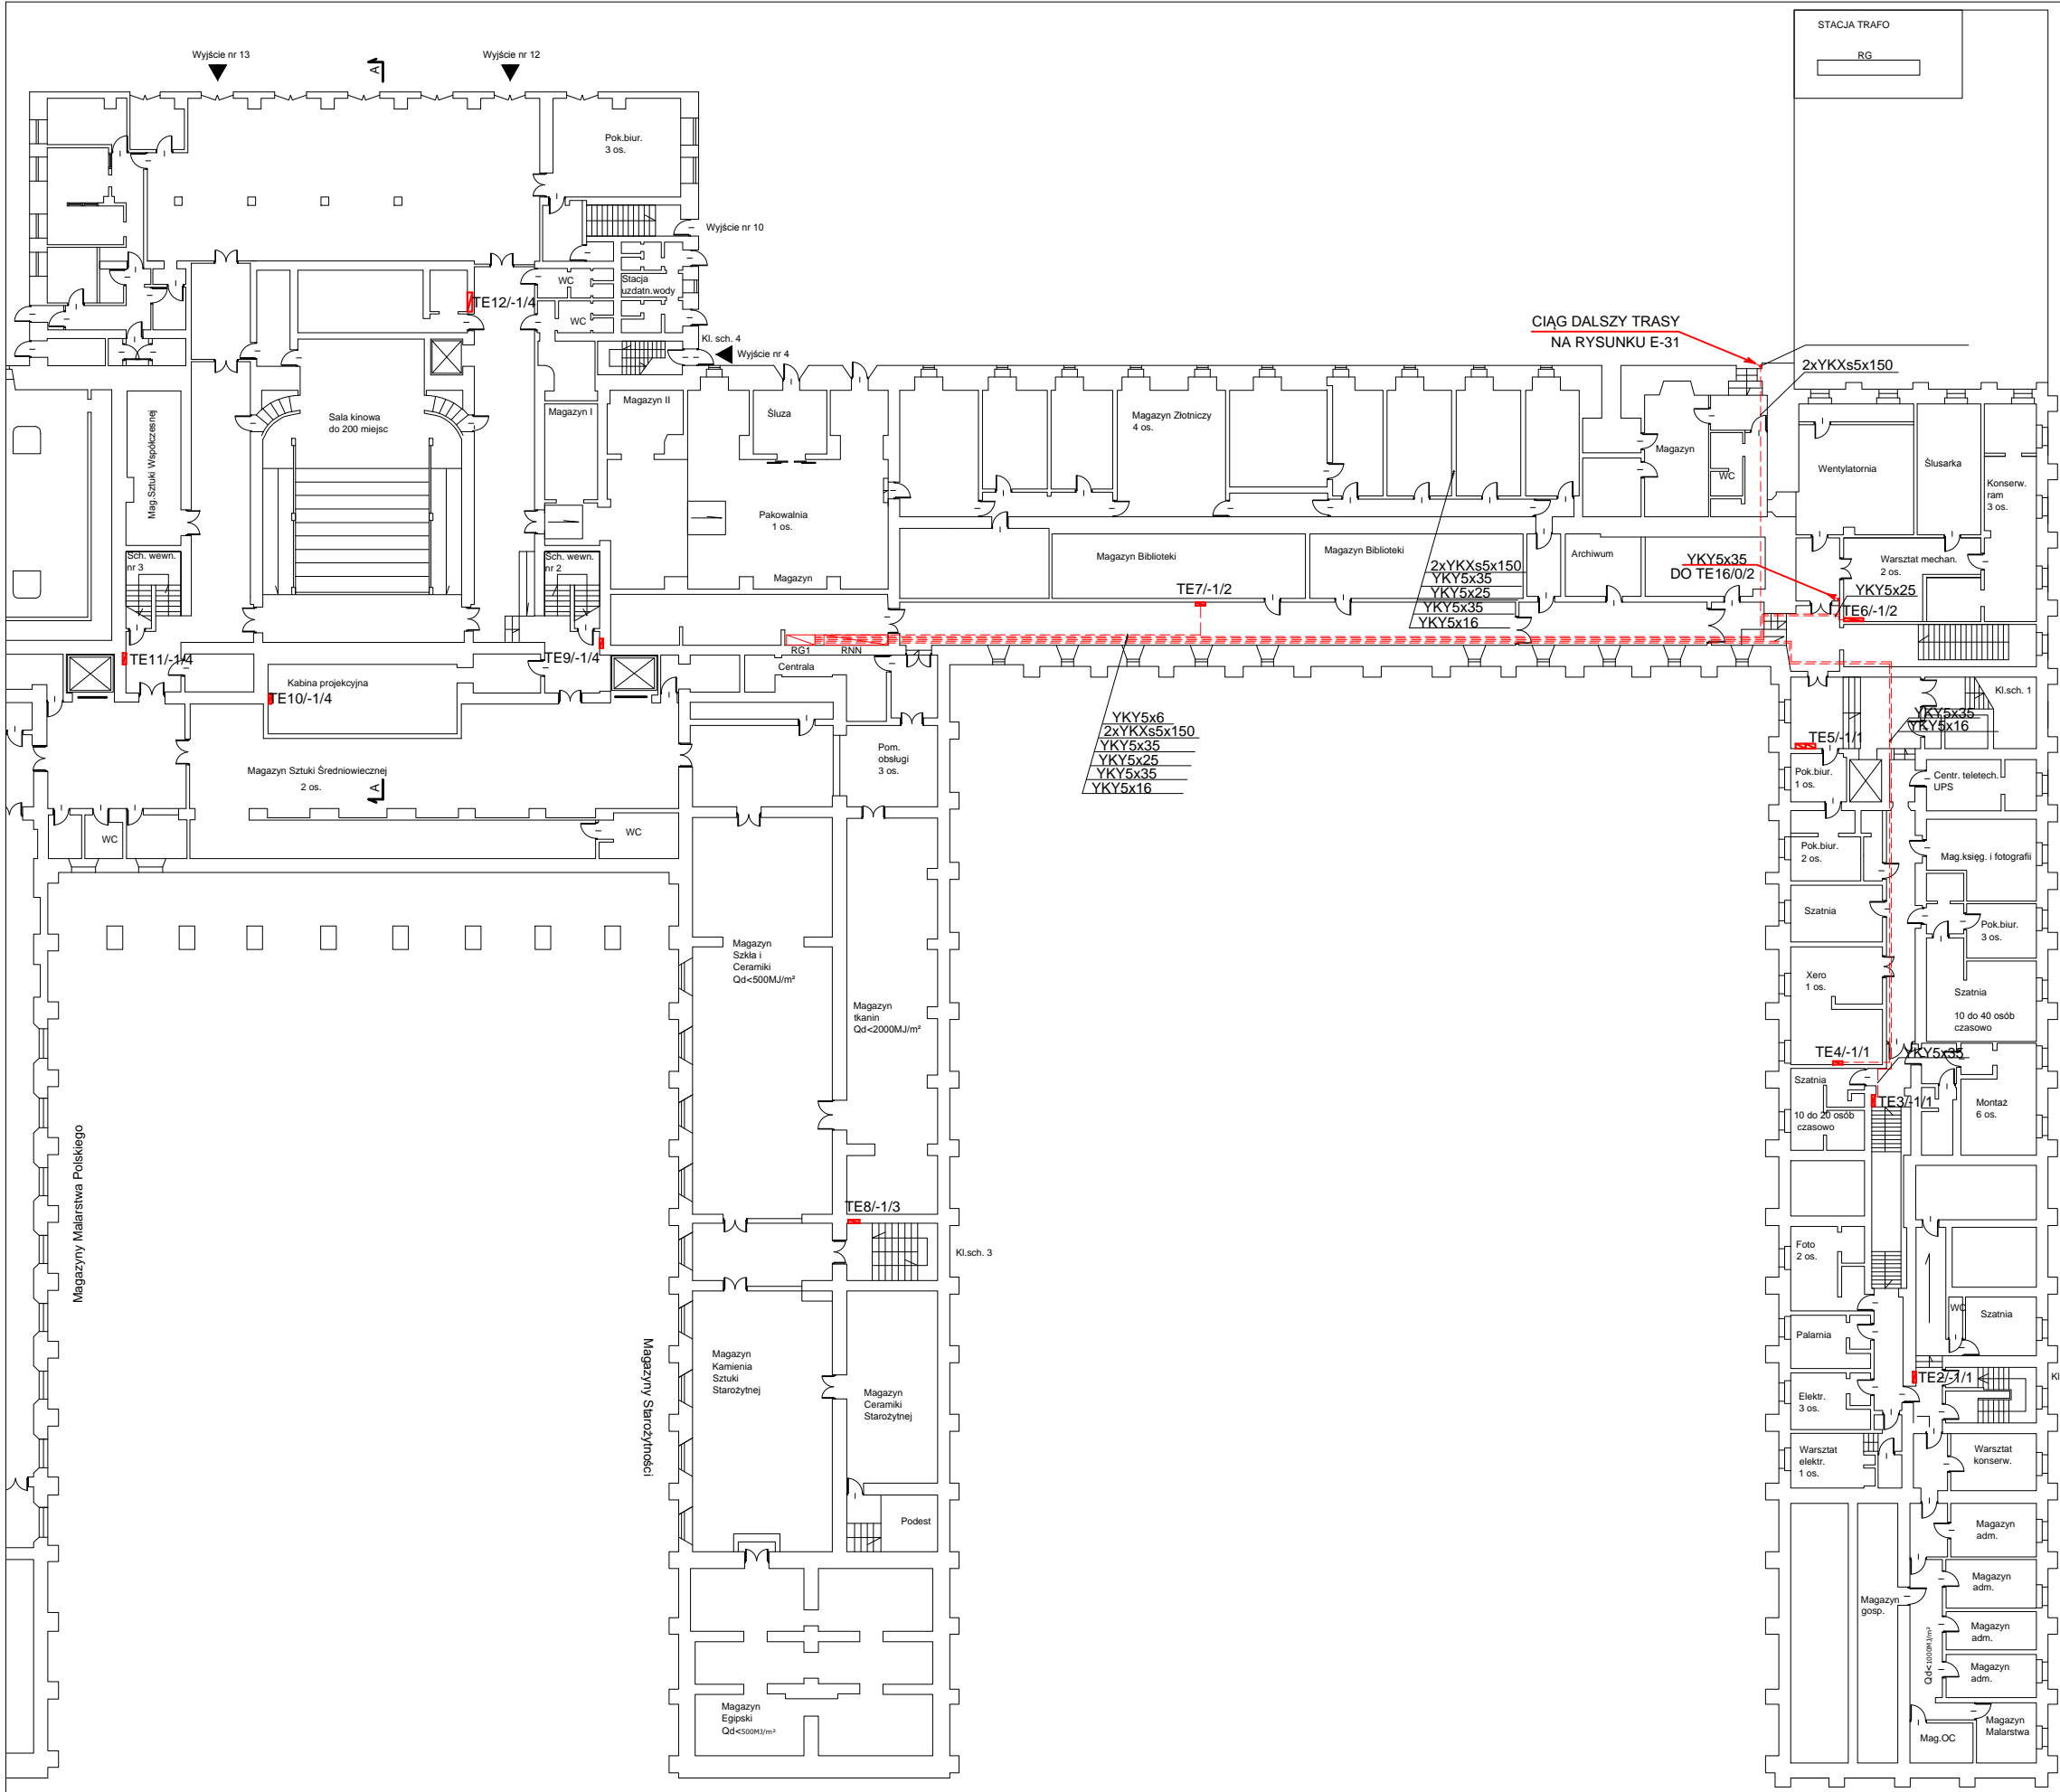 STACJA TRAFO
RG
Wyjście nr 13
A
Wyjście nr 12
Pok.biur.
3 os.
Wyjście nr 10
WC
Stacja
uzdatn.wody
WC
TE12/-1/4
Kl. sch. 4
Wyjście nr 4
CIĄG DALSZY TRASY
NA RYSUNKU E-31
2xYKXs5x150
Mag.Sztuki Współczesnej
Sala kinowa
do 200 miejsc
Magazyn I
Magazyn II
Śluza
Magazyn Złotniczy
4 os.
Magazyn
WC
Wentylatornia
Ślusarka
Konserw.
ram
3 os.
Pakowalnia
1 os.
Sch. wewn.
nr 3
Sch. wewn.
nr 2
Magazyn
Magazyn Biblioteki
Magazyn Biblioteki
Archiwum
2xYKXs5x150
YKY5x35
YKY5x25
YKY5x35
YKY5x16
TE7/-1/2
YKY5x35
DO TE16/0/2
Warsztat mechan.
2 os.
YKY5x25
TE6/-1/2
TE11/-1/4
TE9/-1/4
RG1
RNN
Centrala
Kabina projekcyjna
TE10/-1/4
Kl.sch. 1
YKY5x35
YKY5x16
TE5/-1/1
YKY5x6
2xYKXs5x150
YKY5x35
YKY5x25
YKY5x35
YKY5x16
Pom.
obsługi
3 os.
Magazyn Sztuki Średniowiecznej
2 os.
A
Pok.biur.
1 os.
Centr. teletech.
UPS
WC
WC
Pok.biur.
2 os.
Mag.księg. i fotografii
Szatnia
Pok.biur.
3 os.
Magazyn
Szkła i
Ceramiki
Qd<500MJ/m²
Magazyn
tkanin
Qd<2000MJ/m²
Xero
1 os.
Szatnia
10 do 40 osób
czasowo
TE4/-1/1
YKY5x35
Szatnia
10 do 20 osób
czasowo
TE3/-1/1
Montaż
6 os.
Magazyny Malarstwa Polskiego
TE8/-1/3
Kl.sch. 3
Foto
2 os.
WC
Szatnia
Palarnia
Magazyny Starożytności
Magazyn
Kamienia
Sztuki
Starożytnej
Magazyn
Ceramiki
Starożytnej
TE2/-1/1
Kl
Elektr.
3 os.
Warsztat
elektr.
1 os.
Warsztat
konserw.
Podest
Magazyn
adm.
Magazyn
adm.
Magazyn
gosp.
Qd<1000MJ/m²
Magazyn
adm.
Magazyn
adm.
Magazyn
Egipski
Qd<500MJ/m²
Mag.OC
Magazyn
Malarstwa